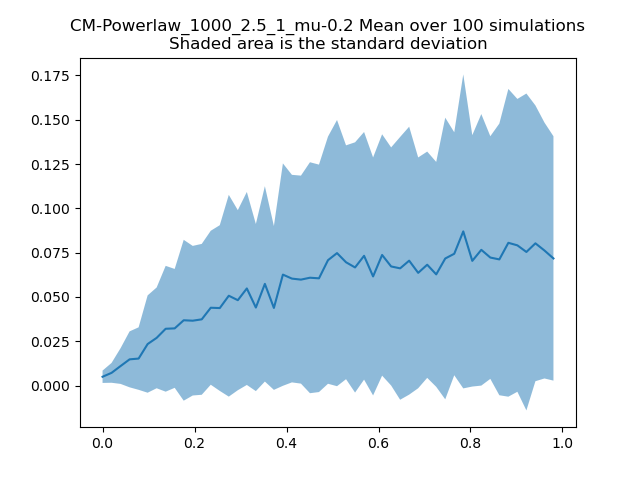 CM-Powerlaw_1000_2.5_1_mu-0.2 Mean over 100 simulations
Shaded area is the standard deviation
0.175
0.150
0.125
0.100
0.075
0.050
0.025
0.000
0.0 0.2 0.4 0.6 0.8 1.0